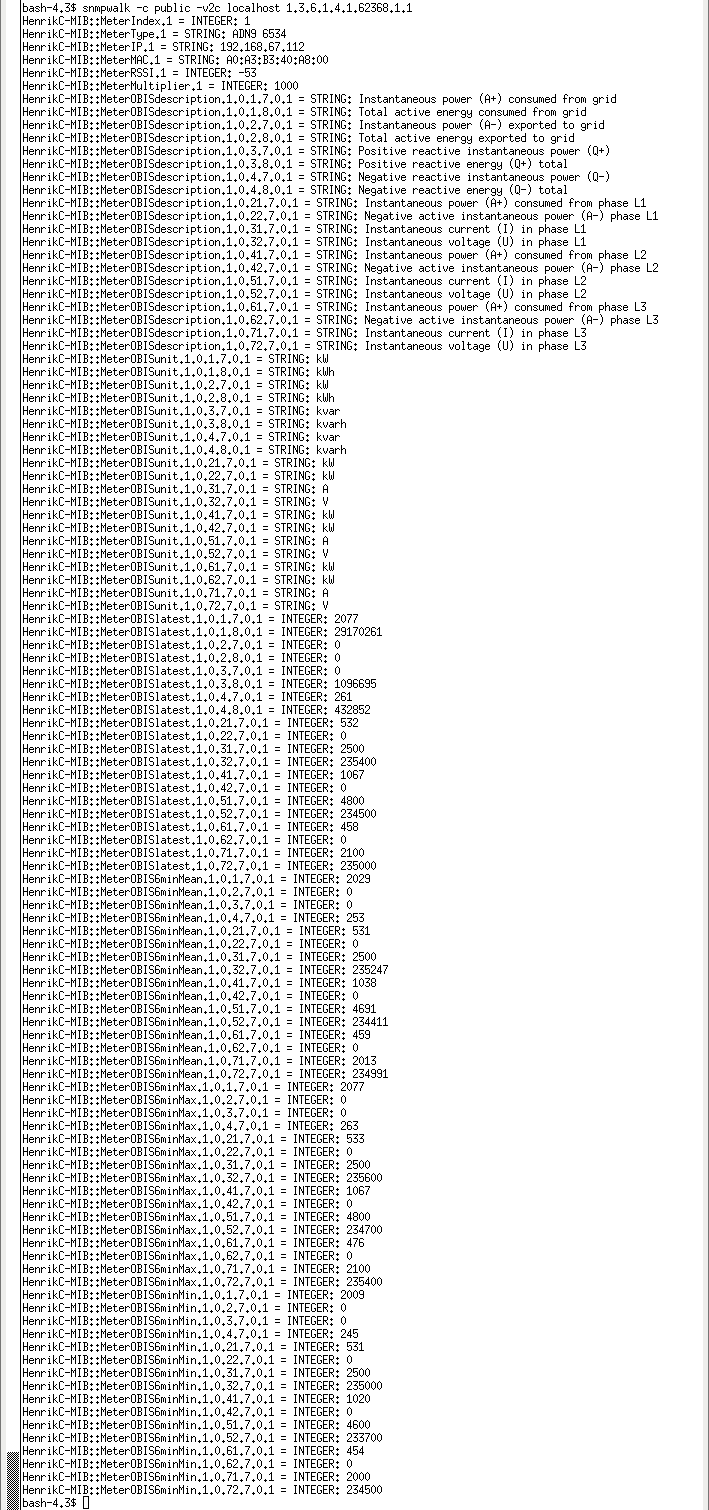 bash-4.3$ snmpwalk -c public -v2c localhost 1.3.6.1.4.1.62368.1.1
HenrikC-MIB::MeterIndex.1 = INTEGER: 1
HenrikC-MIB::MeterType.1 = STRING: ADN9 6534
HenrikC-MIB::MeterIP.1 = STRING: 192.168.67.112
HenrikC-MIB::MeterMAC.1 = STRING: A0:A3:B3:40:A8:00
HenrikC-MIB::MeterRSSI.1 = INTEGER: -53
HenrikC-MIB::MeterMultiplier.1 = INTEGER: 1000
HenrikC-MIB::MeterOBISdescription.1.0.1.7.0.1 = STRING: Instantaneous power (A+) consumed from grid
HenrikC-MIB::MeterOBISdescription.1.0.1.8.0.1 = STRING: Total active energy consumed from grid
HenrikC-MIB::MeterOBISdescription.1.0.2.7.0.1 = STRING: Instantaneous power (A-) exported to grid
HenrikC-MIB::MeterOBISdescription.1.0.2.8.0.1 = STRING: Total active energy exported to grid
HenrikC-MIB::MeterOBISdescription.1.0.3.7.0.1 = STRING: Positive reactive instantaneous power (Q+)
HenrikC-MIB::MeterOBISdescription.1.0.3.8.0.1 = STRING: Positive reactive energy (Q+) total
HenrikC-MIB::MeterOBISdescription.1.0.4.7.0.1 = STRING: Negative reactive instantaneous power (Q-)
HenrikC-MIB::MeterOBISdescription.1.0.4.8.0.1 = STRING: Negative reactive energy (Q-) total
HenrikC-MIB::MeterOBISdescription.1.0.21.7.0.1 = STRING: Instantaneous power (A+) consumed from phase L1
HenrikC-MIB::MeterOBISdescription.1.0.22.7.0.1 = STRING: Negative active instantaneous power (A-) phase L1
HenrikC-MIB::MeterOBISdescription.1.0.31.7.0.1 = STRING: Instantaneous current (I) in phase L1
HenrikC-MIB::MeterOBISdescription.1.0.32.7.0.1 = STRING: Instantaneous voltage (U) in phase L1
HenrikC-MIB::MeterOBISdescription.1.0.41.7.0.1 = STRING: Instantaneous power (A+) consumed from phase L2
HenrikC-MIB::MeterOBISdescription.1.0.42.7.0.1 = STRING: Negative active instantaneous power (A-) phase L2
HenrikC-MIB::MeterOBISdescription.1.0.51.7.0.1 = STRING: Instantaneous current (I) in phase L2
HenrikC-MIB::MeterOBISdescription.1.0.52.7.0.1 = STRING: Instantaneous voltage (U) in phase L2
HenrikC-MIB::MeterOBISdescription.1.0.61.7.0.1 = STRING: Instantaneous power (A+) consumed from phase L3
HenrikC-MIB::MeterOBISdescription.1.0.62.7.0.1 = STRING: Negative active instantaneous power (A-) phase L3
HenrikC-MIB::MeterOBISdescription.1.0.71.7.0.1 = STRING: Instantaneous current (I) in phase L3
HenrikC-MIB::MeterOBISdescription.1.0.72.7.0.1 = STRING: Instantaneous voltage (U) in phase L3
HenrikC-MIB::MeterOBISunit.1.0.1.7.0.1 = STRING: kW
HenrikC-MIB::MeterOBISunit.1.0.1.8.0.1 = STRING: kWh
HenrikC-MIB::MeterOBISunit.1.0.2.7.0.1 = STRING: kW
HenrikC-MIB::MeterOBISunit.1.0.2.8.0.1 = STRING: kWh
HenrikC-MIB::MeterOBISunit.1.0.3.7.0.1 = STRING: kvar
HenrikC-MIB::MeterOBISunit.1.0.3.8.0.1 = STRING: kvarh
HenrikC-MIB::MeterOBISunit.1.0.4.7.0.1 = STRING: kvar
HenrikC-MIB::MeterOBISunit.1.0.4.8.0.1 = STRING: kvarh
HenrikC-MIB::MeterOBISunit.1.0.21.7.0.1 = STRING: kW
HenrikC-MIB::MeterOBISunit.1.0.22.7.0.1 = STRING: kW
HenrikC-MIB::MeterOBISunit.1.0.31.7.0.1 = STRING: A
HenrikC-MIB::MeterOBISunit.1.0.32.7.0.1 = STRING: V
HenrikC-MIB::MeterOBISunit.1.0.41.7.0.1 = STRING: kW
HenrikC-MIB::MeterOBISunit.1.0.42.7.0.1 = STRING: kW
HenrikC-MIB::MeterOBISunit.1.0.51.7.0.1 = STRING: A
HenrikC-MIB::MeterOBISunit.1.0.52.7.0.1 = STRING: V
HenrikC-MIB::MeterOBISunit.1.0.61.7.0.1 = STRING: kW
HenrikC-MIB::MeterOBISunit.1.0.62.7.0.1 = STRING: kW
HenrikC-MIB::MeterOBISunit.1.0.71.7.0.1 = STRING: A
HenrikC-MIB::MeterOBISunit.1.0.72.7.0.1 = STRING: V
HenrikC-MIB::MeterOBISlatest.1.0.1.7.0.1 = INTEGER: 2077
HenrikC-MIB::MeterOBISlatest.1.0.1.8.0.1 = INTEGER: 29170261
HenrikC-MIB::MeterOBISlatest.1.0.2.7.0.1 = INTEGER: 0
HenrikC-MIB::MeterOBISlatest.1.0.2.8.0.1 = INTEGER: 0
HenrikC-MIB::MeterOBISlatest.1.0.3.7.0.1 = INTEGER: 0
HenrikC-MIB::MeterOBISlatest.1.0.3.8.0.1 = INTEGER: 1096695
HenrikC-MIB::MeterOBISlatest.1.0.4.7.0.1 = INTEGER: 261
HenrikC-MIB::MeterOBISlatest.1.0.4.8.0.1 = INTEGER: 432852
HenrikC-MIB::MeterOBISlatest.1.0.21.7.0.1 = INTEGER: 532
HenrikC-MIB::MeterOBISlatest.1.0.22.7.0.1 = INTEGER: 0
HenrikC-MIB::MeterOBISlatest.1.0.31.7.0.1 = INTEGER: 2500
HenrikC-MIB::MeterOBISlatest.1.0.32.7.0.1 = INTEGER: 235400
HenrikC-MIB::MeterOBISlatest.1.0.41.7.0.1 = INTEGER: 1067
HenrikC-MIB::MeterOBISlatest.1.0.42.7.0.1 = INTEGER: 0
HenrikC-MIB::MeterOBISlatest.1.0.51.7.0.1 = INTEGER: 4800
HenrikC-MIB::MeterOBISlatest.1.0.52.7.0.1 = INTEGER: 234500
HenrikC-MIB::MeterOBISlatest.1.0.61.7.0.1 = INTEGER: 458
HenrikC-MIB::MeterOBISlatest.1.0.62.7.0.1 = INTEGER: 0
HenrikC-MIB::MeterOBISlatest.1.0.71.7.0.1 = INTEGER: 2100
HenrikC-MIB::MeterOBISlatest.1.0.72.7.0.1 = INTEGER: 235000
HenrikC-MIB::MeterOBIS6minMean.1.0.1.7.0.1 = INTEGER: 2029
HenrikC-MIB::MeterOBIS6minMean.1.0.2.7.0.1 = INTEGER: 0
HenrikC-MIB::MeterOBIS6minMean.1.0.3.7.0.1 = INTEGER: 0
HenrikC-MIB::MeterOBIS6minMean.1.0.4.7.0.1 = INTEGER: 253
HenrikC-MIB::MeterOBIS6minMean.1.0.21.7.0.1 = INTEGER: 531
HenrikC-MIB::MeterOBIS6minMean.1.0.22.7.0.1 = INTEGER: 0
HenrikC-MIB::MeterOBIS6minMean.1.0.31.7.0.1 = INTEGER: 2500
HenrikC-MIB::MeterOBIS6minMean.1.0.32.7.0.1 = INTEGER: 235247
HenrikC-MIB::MeterOBIS6minMean.1.0.41.7.0.1 = INTEGER: 1038
HenrikC-MIB::MeterOBIS6minMean.1.0.42.7.0.1 = INTEGER: 0
HenrikC-MIB::MeterOBIS6minMean.1.0.51.7.0.1 = INTEGER: 4691
HenrikC-MIB::MeterOBIS6minMean.1.0.52.7.0.1 = INTEGER: 234411
HenrikC-MIB::MeterOBIS6minMean.1.0.61.7.0.1 = INTEGER: 459
HenrikC-MIB::MeterOBIS6minMean.1.0.62.7.0.1 = INTEGER: 0
HenrikC-MIB::MeterOBIS6minMean.1.0.71.7.0.1 = INTEGER: 2013
HenrikC-MIB::MeterOBIS6minMean.1.0.72.7.0.1 = INTEGER: 234991
HenrikC-MIB::MeterOBIS6minMax.1.0.1.7.0.1 = INTEGER: 2077
HenrikC-MIB::MeterOBIS6minMax.1.0.2.7.0.1 = INTEGER: 0
HenrikC-MIB::MeterOBIS6minMax.1.0.3.7.0.1 = INTEGER: 0
HenrikC-MIB::MeterOBIS6minMax.1.0.4.7.0.1 = INTEGER: 263
HenrikC-MIB::MeterOBIS6minMax.1.0.21.7.0.1 = INTEGER: 533
HenrikC-MIB::MeterOBIS6minMax.1.0.22.7.0.1 = INTEGER: 0
HenrikC-MIB::MeterOBIS6minMax.1.0.31.7.0.1 = INTEGER: 2500
HenrikC-MIB::MeterOBIS6minMax.1.0.32.7.0.1 = INTEGER: 235600
HenrikC-MIB::MeterOBIS6minMax.1.0.41.7.0.1 = INTEGER: 1067
HenrikC-MIB::MeterOBIS6minMax.1.0.42.7.0.1 = INTEGER: 0
HenrikC-MIB::MeterOBIS6minMax.1.0.51.7.0.1 = INTEGER: 4800
HenrikC-MIB::MeterOBIS6minMax.1.0.52.7.0.1 = INTEGER: 234700
HenrikC-MIB::MeterOBIS6minMax.1.0.61.7.0.1 = INTEGER: 476
HenrikC-MIB::MeterOBIS6minMax.1.0.62.7.0.1 = INTEGER: 0
HenrikC-MIB::MeterOBIS6minMax.1.0.71.7.0.1 = INTEGER: 2100
HenrikC-MIB::MeterOBIS6minMax.1.0.72.7.0.1 = INTEGER: 235400
HenrikC-MIB::MeterOBIS6minMin.1.0.1.7.0.1 = INTEGER: 2009
HenrikC-MIB::MeterOBIS6minMin.1.0.2.7.0.1 = INTEGER: 0
HenrikC-MIB::MeterOBIS6minMin.1.0.3.7.0.1 = INTEGER: 0
HenrikC-MIB::MeterOBIS6minMin.1.0.4.7.0.1 = INTEGER: 245
HenrikC-MIB::MeterOBIS6minMin.1.0.21.7.0.1 = INTEGER: 531
HenrikC-MIB::MeterOBIS6minMin.1.0.22.7.0.1 = INTEGER: 0
HenrikC-MIB::MeterOBIS6minMin.1.0.31.7.0.1 = INTEGER: 2500
HenrikC-MIB::MeterOBIS6minMin.1.0.32.7.0.1 = INTEGER: 235000
HenrikC-MIB::MeterOBIS6minMin.1.0.41.7.0.1 = INTEGER: 1020
HenrikC-MIB::MeterOBIS6minMin.1.0.42.7.0.1 = INTEGER: 0
HenrikC-MIB::MeterOBIS6minMin.1.0.51.7.0.1 = INTEGER: 4600
HenrikC-MIB::MeterOBIS6minMin.1.0.52.7.0.1 = INTEGER: 233700
HenrikC-MIB::MeterOBIS6minMin.1.0.61.7.0.1 = INTEGER: 454
HenrikC-MIB::MeterOBIS6minMin.1.0.62.7.0.1 = INTEGER: 0
HenrikC-MIB::MeterOBIS6minMin.1.0.71.7.0.1 = INTEGER: 2000
HenrikC-MIB::MeterOBIS6minMin.1.0.72.7.0.1 = INTEGER: 234500
bash-4.3$